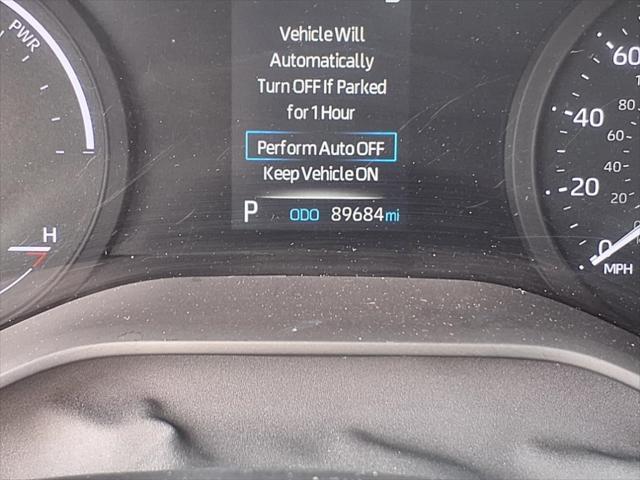 PWR
Vehicle Will
Automatically
Turn OFF If Parked
for 1 Hour
Perform Auto OFF
Keep Vehicle ON
P ODO 89684 mi
H
60
80
40
60
40
20
20
0
MPH